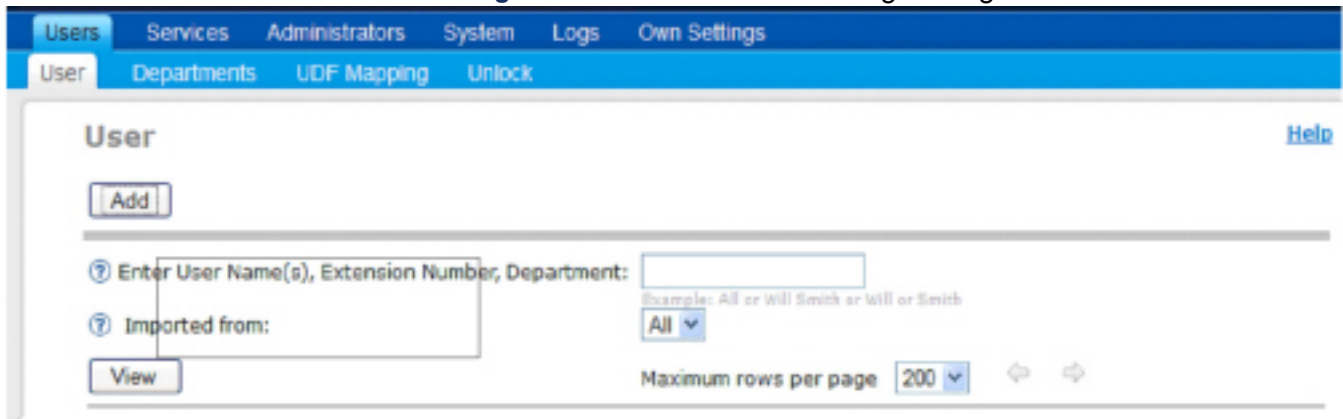 Users Services Administrators System Logs Own Settings
User Departments UDF Mapping Unlock
User Help
Add
Enter User Name(s), Extension Number, Department:
Example: All or Will Smith or Will or Smith
Imported from: All
View Maximum rows per page 200